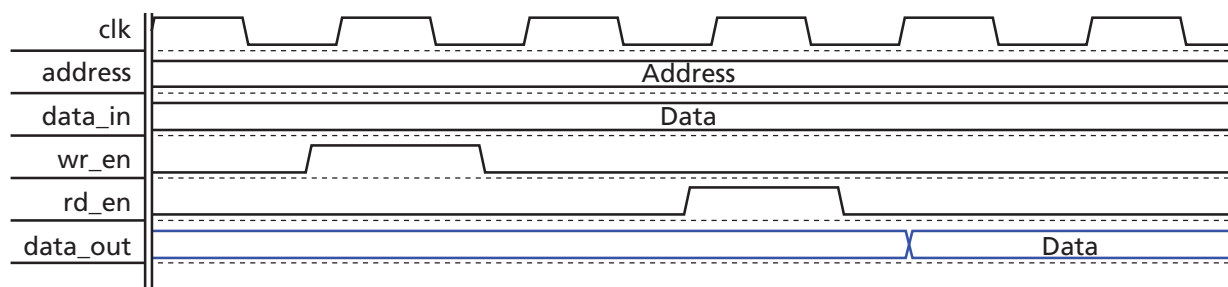 clk
address Address
data_in Data
wr_en
rd_en
data_out Data